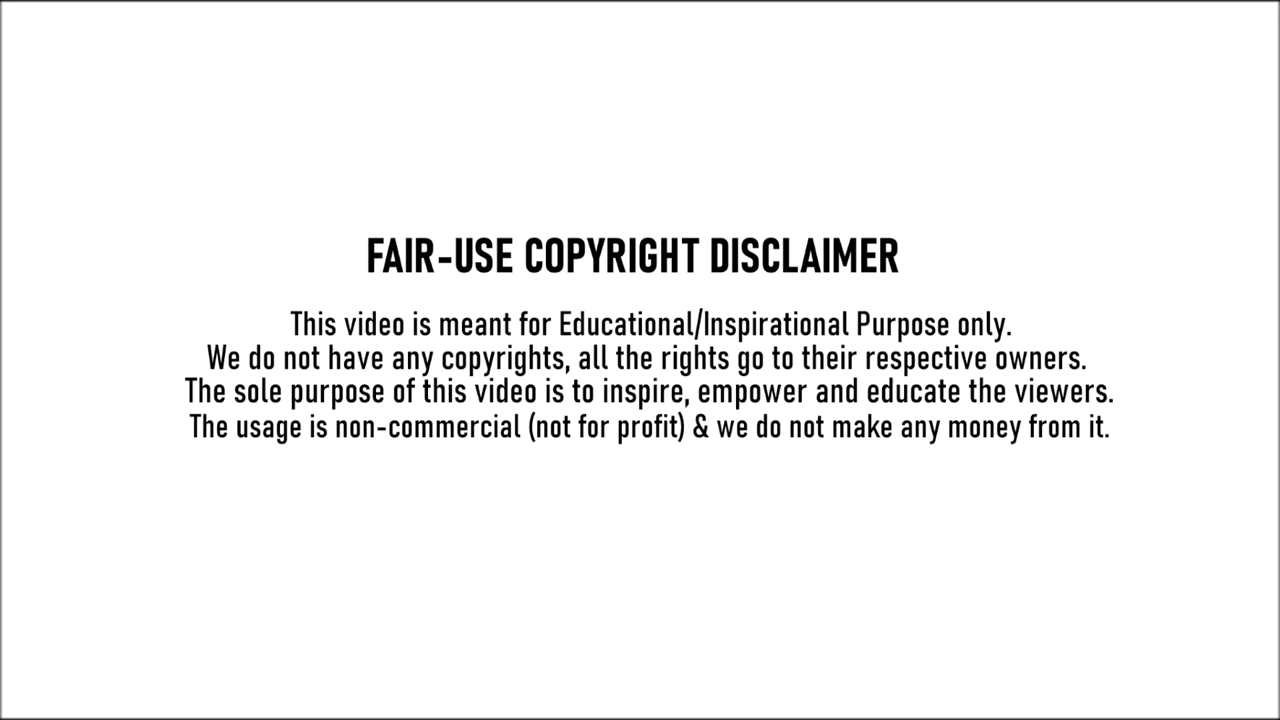 FAIR-USE COPYRIGHT DISCLAIMER
This video is meant for Educational/Inspirational Purpose only.
We do not have any copyrights, all the rights go to their respective owners.
The sole purpose of this video is to inspire, empower and educate the viewers.
The usage is non-commercial (not for profit) & we do not make any money from it.